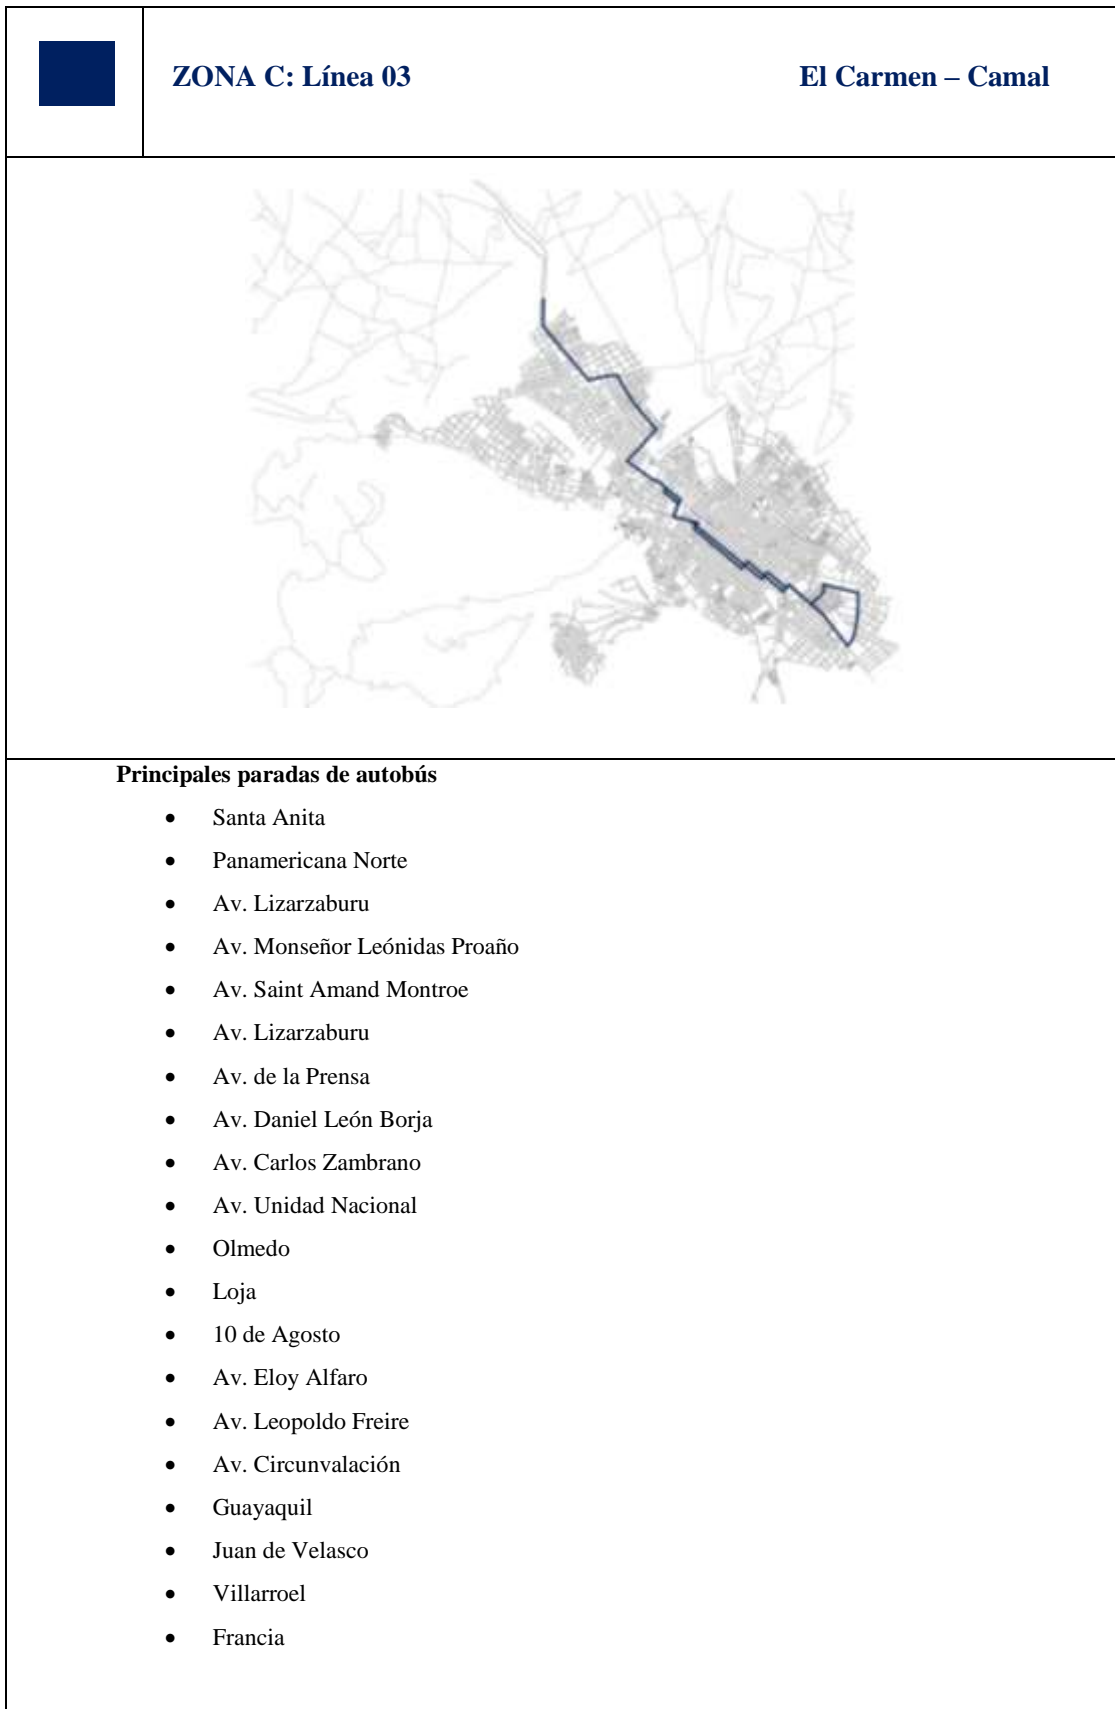 ZONA C: Línea 03 El Carmen – Camal
Principales paradas de autobús
• Santa Anita
• Panamericana Norte
• Av. Lizarzaburu
• Av. Monseñor Leónidas Proaño
• Av. Saint Amand Montroe
• Av. Lizarzaburu
• Av. de la Prensa
• Av. Daniel León Borja
• Av. Carlos Zambrano
• Av. Unidad Nacional
• Olmedo
• Loja
• 10 de Agosto
• Av. Eloy Alfaro
• Av. Leopoldo Freire
• Av. Circunvalación
• Guayaquil
• Juan de Velasco
• Villarroel
• Francia